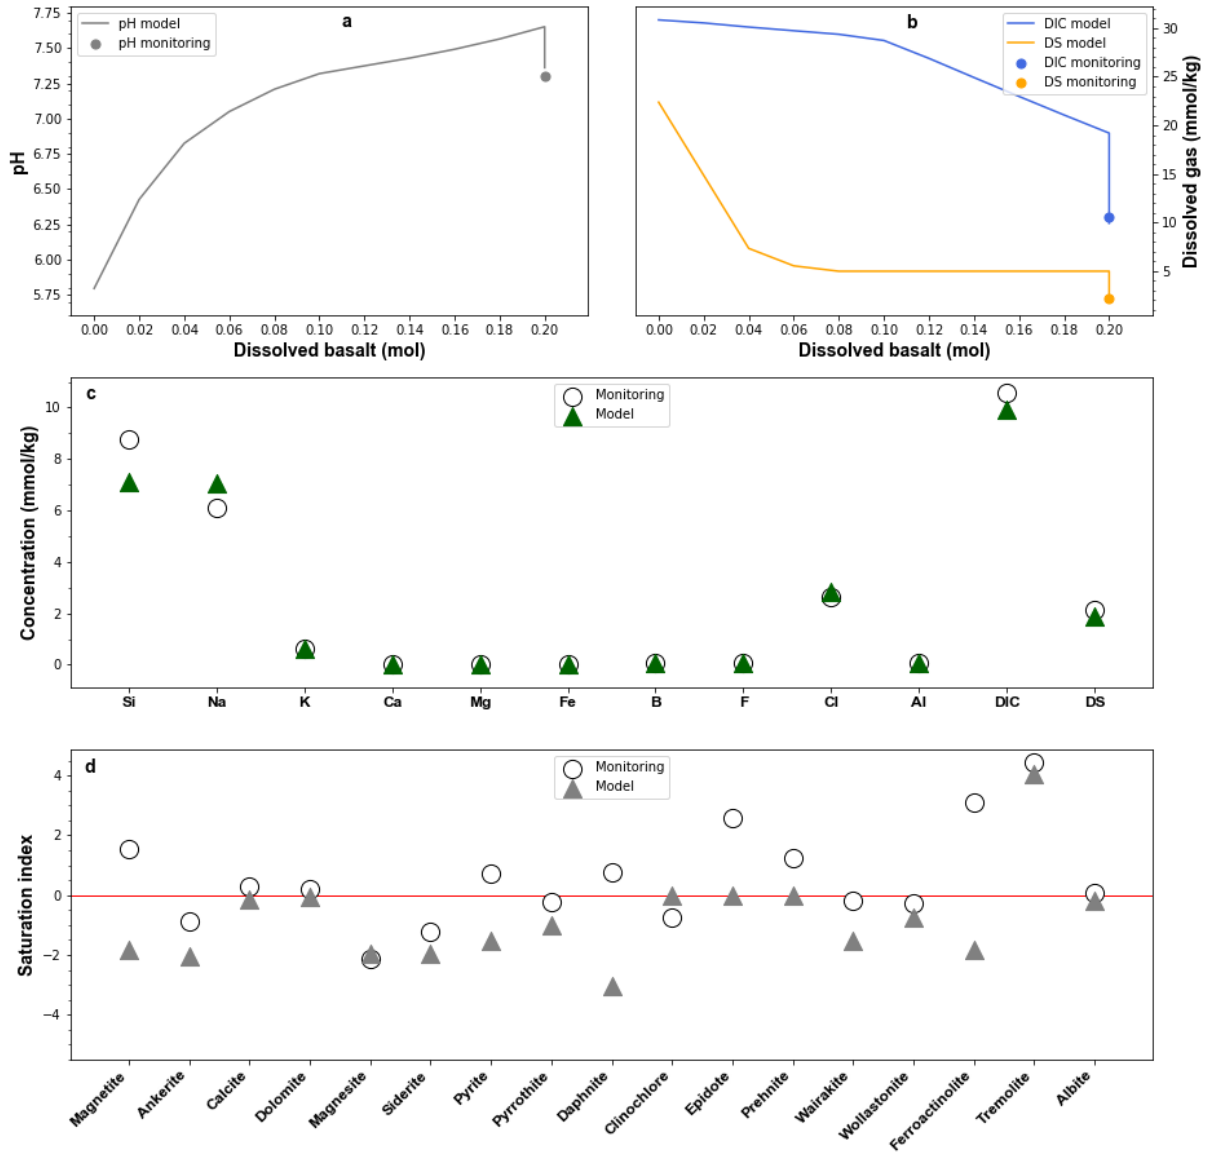 a
pH model
pH monitoring
7.75
7.50
7.25
7.00
6.75
6.50
6.25
6.00
5.75
pH
0.00 0.02 0.04 0.06 0.08 0.10 0.12 0.14 0.16 0.18 0.20
Dissolved basalt (mol)
b
DIC model
DS model
DIC monitoring
DS monitoring
30
25
20
15
10
5
Dissolved gas (mmol/kg)
0.00 0.02 0.04 0.06 0.08 0.10 0.12 0.14 0.16 0.18 0.20
Dissolved basalt (mol)
c
Monitoring
Model
10
8
6
4
2
0
Concentration (mmol/kg)
Si Na K Ca Mg Fe B F Cl Al DIC DS
d
Monitoring
Model
4
2
0
−2
−4
Saturation index
Magnetite
Ankerite
Calcite
Dolomite
Magnesite
Siderite
Pyrite
Pyrrothite
Daphnite
Clinochlore
Epidote
Prehnite
Wairakite
Wollastonite
Ferroactinolite
Tremolite
Albite